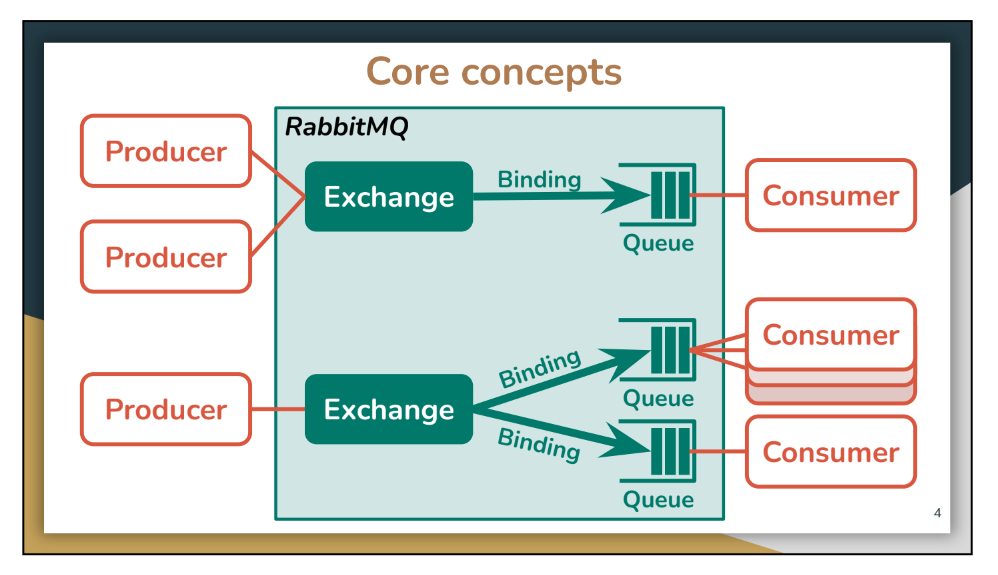 Core concepts
RabbitMQ
Producer
Producer
Exchange
Binding
Queue
Consumer
Producer
Exchange
Binding
Binding
Queue
Queue
Consumer
Consumer
4